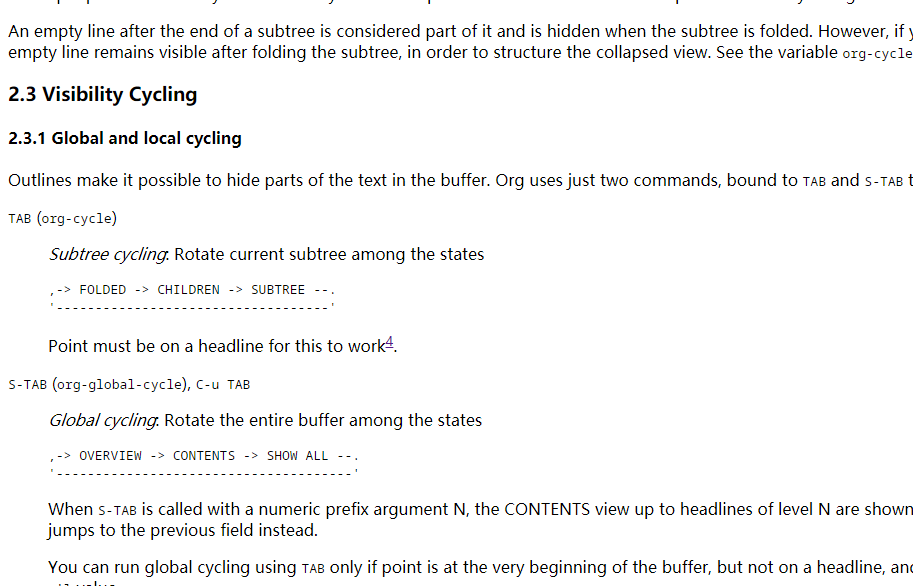 An empty line after the end of a subtree is considered part of it and is hidden when the subtree is folded. However, if
empty line remains visible after folding the subtree, in order to structure the collapsed view. See the variable org-cycle
2.3 Visibility Cycling
2.3.1 Global and local cycling
Outlines make it possible to hide parts of the text in the buffer. Org uses just two commands, bound to TAB and S-TAB t
TAB (org-cycle)
Subtree cycling: Rotate current subtree among the states
,-> FOLDED -> CHILDREN -> SUBTREE --.
'-----------------------------------'
Point must be on a headline for this to work4.
S-TAB (org-global-cycle), C-u TAB
Global cycling: Rotate the entire buffer among the states
,-> OVERVIEW -> CONTENTS -> SHOW ALL --.
'--------------------------------------'
When S-TAB is called with a numeric prefix argument N, the CONTENTS view up to headlines of level N are shown
jumps to the previous field instead.
You can run global cycling using TAB only if point is at the very beginning of the buffer, but not on a headline, and